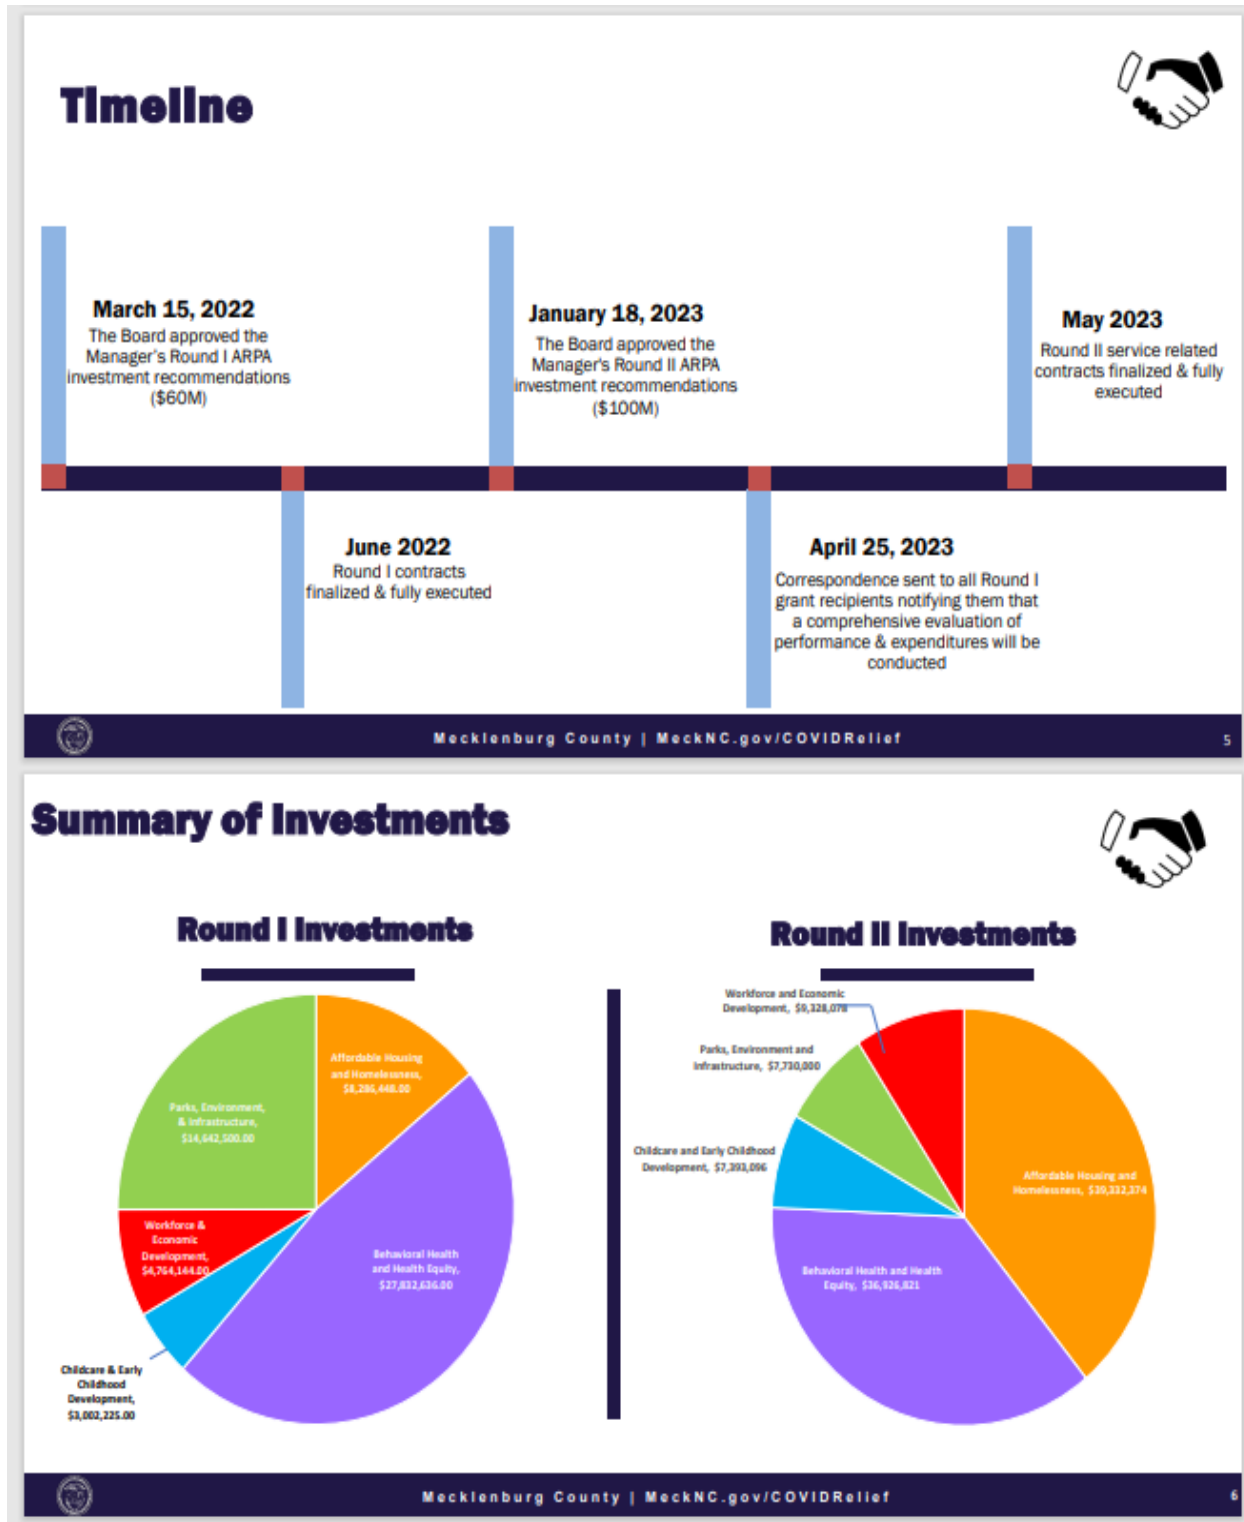 Timeline
March 15, 2022
The Board approved the
Manager's Round I ARPA
investment recommendations
($60M)
January 18, 2023
The Board approved the
Manager's Round II ARPA
investment recommendations
($100M)
May 2023
Round II service related
contracts finalized & fully
executed
June 2022
Round I contracts
finalized & fully executed
April 25, 2023
Correspondence sent to all Round I
grant recipients notifying them that
a comprehensive evaluation of
performance & expenditures will be
conducted
Mecklenburg County | MeckNC.gov/COVIDRelief
5
Summary of Investments
Round I Investments
Affordable Housing
and Homelessness,
$8,286,448.00
Parks, Environment,
& Infrastructure,
$14,642,500.00
Workforce &
Economic
Development,
$4,764,144.00
Behavioral Health
and Health Equity,
$27,832,636.00
Childcare & Early
Childhood
Development,
$3,002,225.00
Round II Investments
Workforce and Economic
Development, $9,328,078
Parks, Environment and
Infrastructure, $7,730,000
Childcare and Early Childhood
Development, $7,393,096
Affordable Housing and
Homelessness, $39,332,374
Behavioral Health and Health
Equity, $36,926,821
Mecklenburg County | MeckNC.gov/COVIDRelief
6